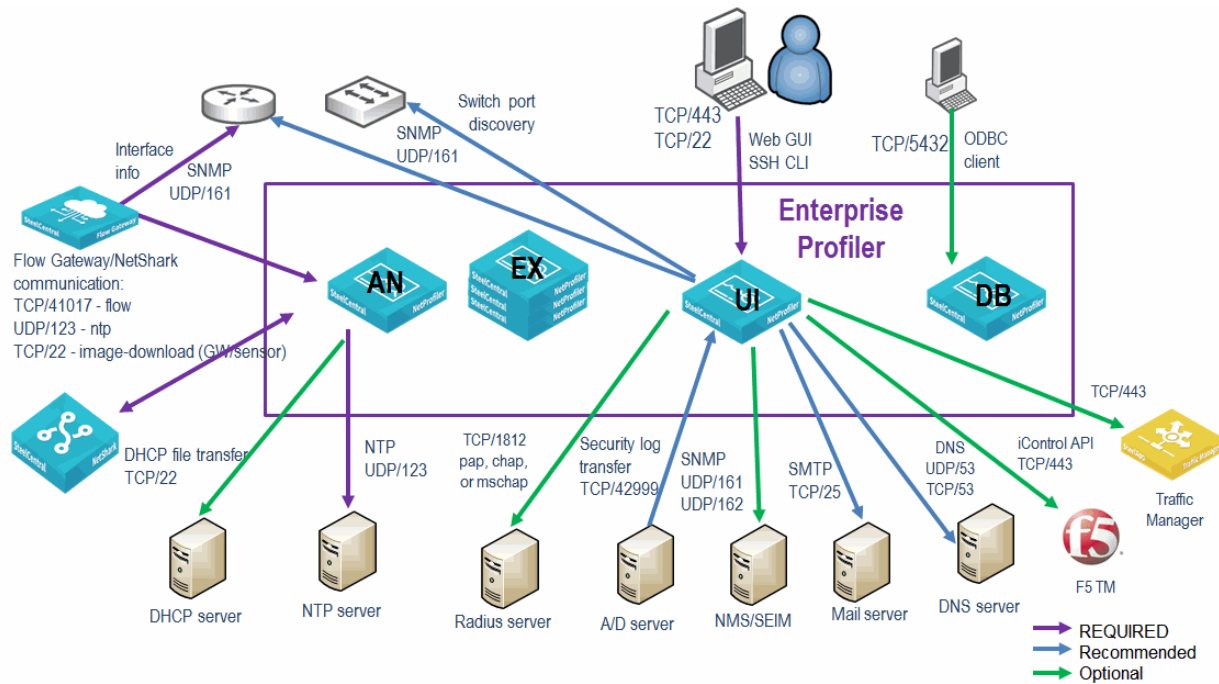 TCP/443
TCP/22
Web GUI
SSH CLI
TCP/5432
ODBC
client
Switch port
discovery
SNMP
UDP/161
Interface
info
SNMP
UDP/161
SteelCentral
Flow Gateway
Flow Gateway/NetShark
communication:
TCP/41017 - flow
UDP/123 - ntp
TCP/22 - image-download (GW/sensor)
Enterprise
Profiler
AN
SteelCentral
NetProfiler
EX
SteelCentral
NetProfiler
SteelCentral
NetProfiler
SteelCentral
NetProfiler
UI
SteelCentral
NetProfiler
DB
SteelCentral
NetProfiler
SteelCentral
NetShark
DHCP file transfer
TCP/22
NTP
UDP/123
TCP/1812
pap, chap,
or mschap
Security log
transfer
TCP/42999
SNMP
UDP/161
UDP/162
SMTP
TCP/25
DNS
UDP/53
TCP/53
iControl API
TCP/443
TCP/443
SteelApp
Traffic Manager
Traffic
Manager
f5
F5 TM
DHCP server
NTP server
Radius server
A/D server
NMS/SEIM
Mail server
DNS server
REQUIRED
Recommended
Optional